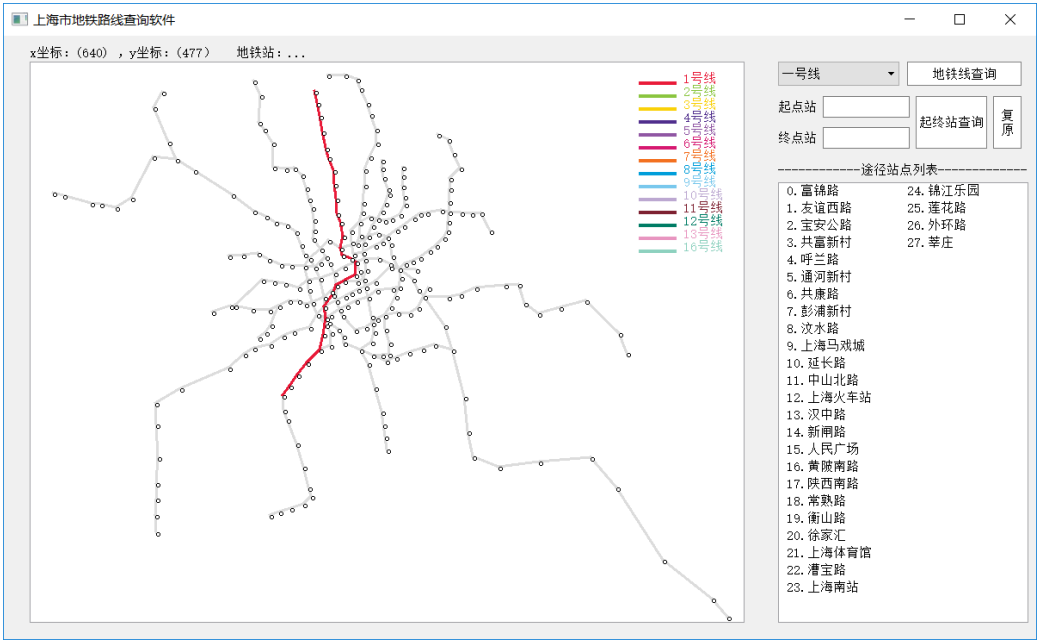 上海市地铁路线查询软件
x坐标：（640），y坐标：（477）　地铁站：...
1号线
2号线
3号线
4号线
5号线
6号线
7号线
8号线
9号线
10号线
11号线
12号线
13号线
16号线
一号线
地铁线查询
起点站
终点站
起终站查询
复原
------------途径站点列表------------
0. 富锦路
1. 友谊西路
2. 宝安公路
3. 共富新村
4. 呼兰路
5. 通河新村
6. 共康路
7. 彭浦新村
8. 汶水路
9. 上海马戏城
10. 延长路
11. 中山北路
12. 上海火车站
13. 汉中路
14. 新闸路
15. 人民广场
16. 黄陂南路
17. 陕西南路
18. 常熟路
19. 衡山路
20. 徐家汇
21. 上海体育馆
22. 漕宝路
23. 上海南站
24. 锦江乐园
25. 莲花路
26. 外环路
27. 莘庄